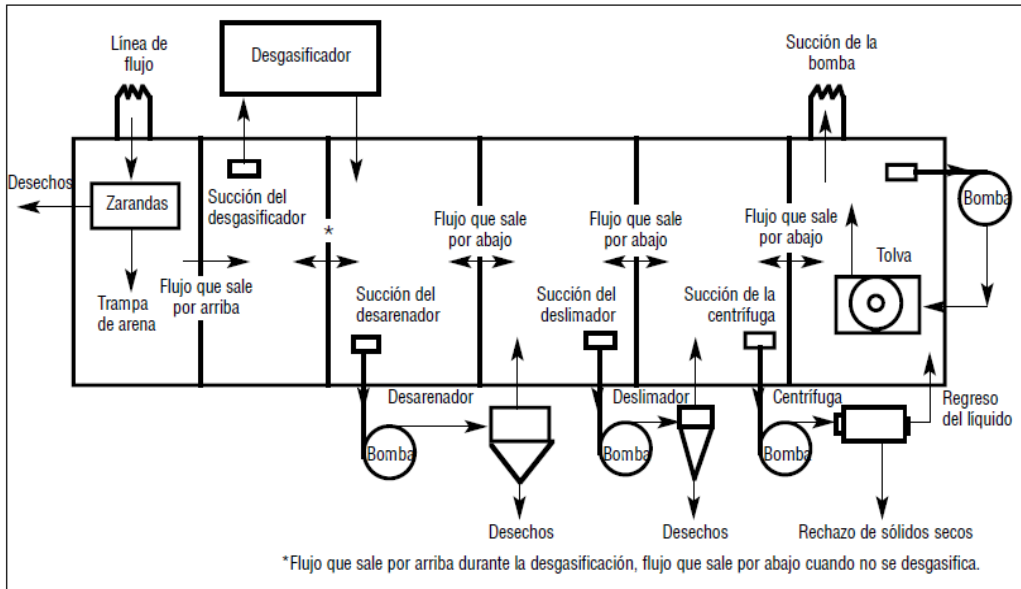 Línea de
flujo
Desgasificador
Succión de la
bomba
Desechos
Zarandas
Succión del
desgasificador
*
Flujo que sale
por abajo
Flujo que sale
por abajo
Flujo que sale
por abajo
Bomba
Tolva
Trampa
de arena
Flujo que sale
por arriba
Succión del
desarenador
Succión del
deslimador
Succión de la
centrífuga
Desarenador
Deslimador
Centrífuga
Regreso
del líquido
Bomba
Bomba
Bomba
Desechos
Desechos
Rechazo de sólidos secos
*Flujo que sale por arriba durante la desgasificación, flujo que sale por abajo cuando no se desgasifica.